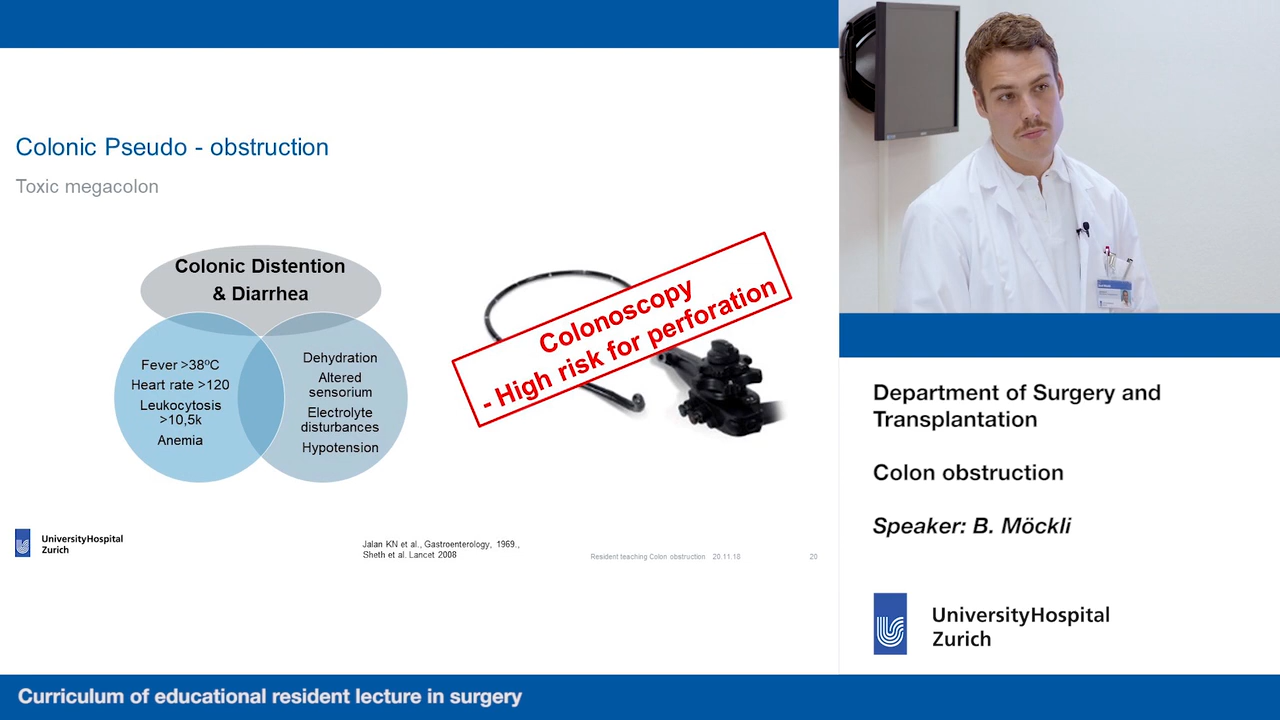 Colonic Pseudo - obstruction
Toxic megacolon
Colonic Distention
& Diarrhea
Fever >38ºC
Heart rate >120
Leukocytosis
>10,5k
Anemia
Dehydration
Altered
sensorium
Electrolyte
disturbances
Hypotension
Colonoscopy
- High risk for perforation
UniversityHospital
Zurich
Jalan KN et al., Gastroenterology, 1969.,
Sheth et al. Lancet 2008
Resident teaching Colon obstruction 20.11.18
20
Department of Surgery and
Transplantation
Colon obstruction
Speaker: B. Möckli
UniversityHospital
Zurich
Curriculum of educational resident lecture in surgery